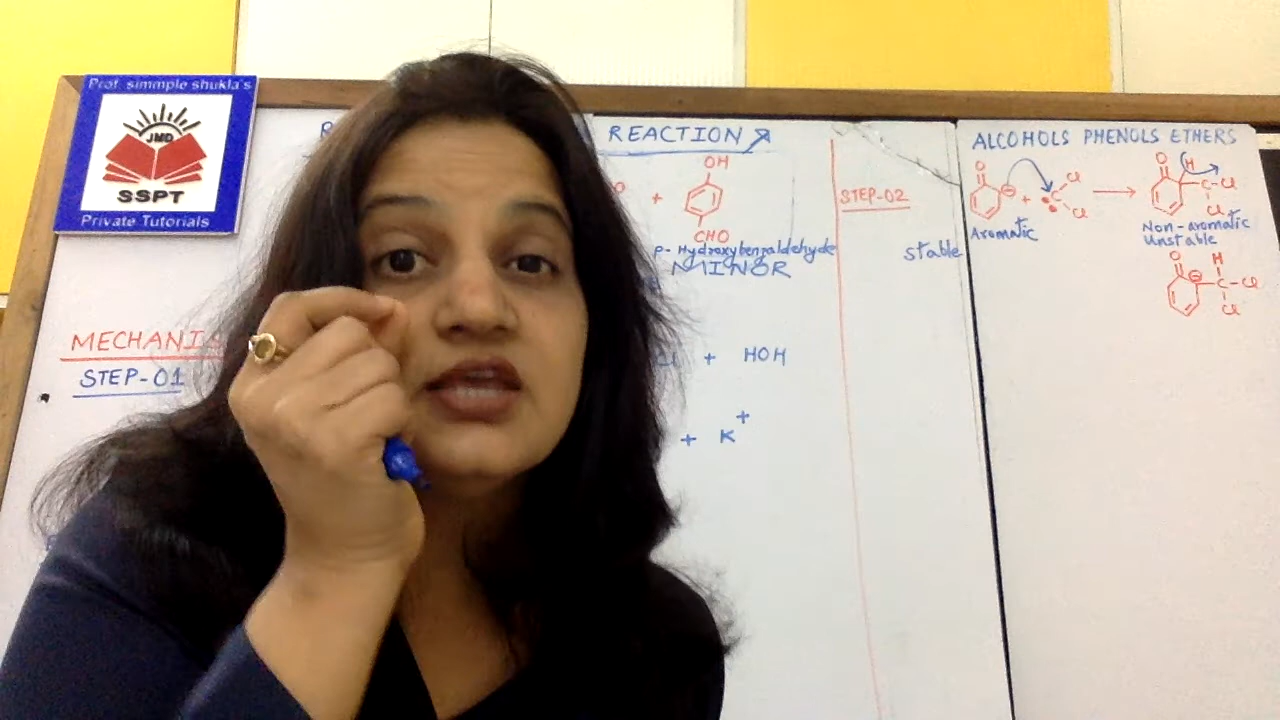 Prof. simmple shukla's
JMD
SSPT
Private Tutorials
REACTION
OH
+
CHO
p-Hydroxybenzaldehyde
MINOR
MECHANIS
STEP-01
Cl + HOH
+ K+
STEP-02
stable
ALCOHOLS PHENOLS ETHERS
O
⊖ + C Cl
Cl
Aromatic
O H
C-Cl
Cl
Non-aromatic
Unstable
O H
⊖ C-Cl
Cl